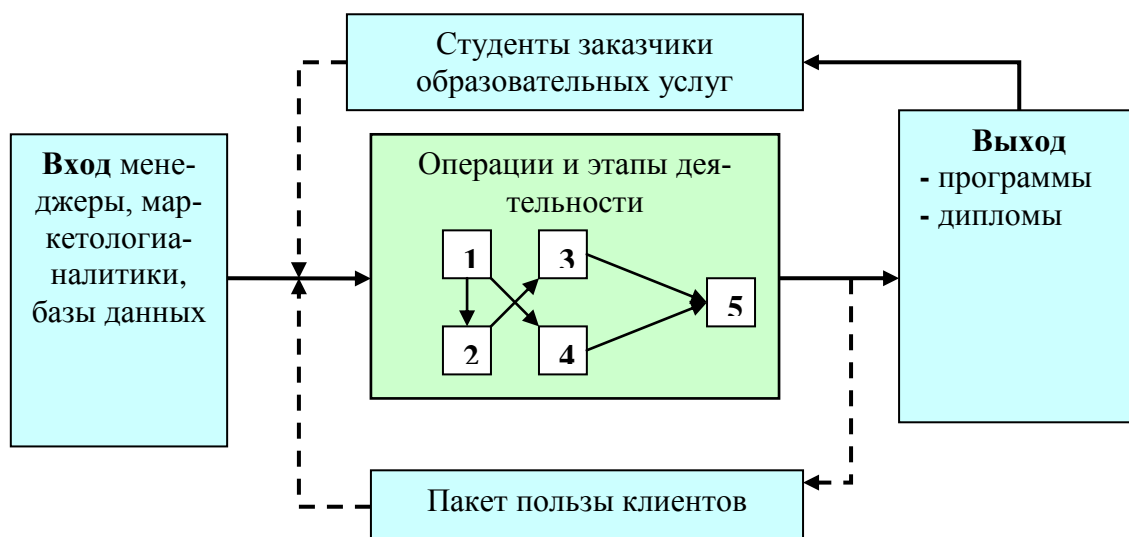 Студенты заказчики
образовательных услуг
Вход мене-
джеры, мар-
кетологиа-
налитики,
базы данных
Операции и этапы дея-
тельности
1
3
5
2
4
Выход
- программы
- дипломы
Пакет пользы клиентов